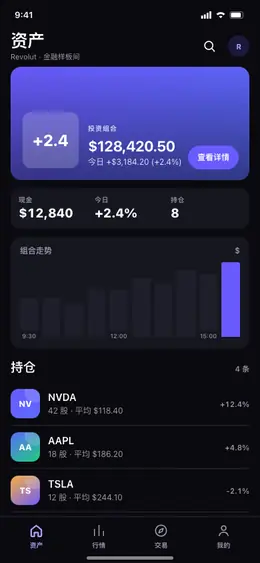 9:41
资产
Revolut · 金融样板间
R
+2.4
投资组合
$128,420.50
今日 +$3,184.20 (+2.4%)
查看详情
现金
今日
持仓
$12,840
+2.4%
8
组合走势
$
9:30
12:00
15:00
持仓
4 条
NV
NVDA
42 股 · 平均 $118.40
+12.4%
AA
AAPL
18 股 · 平均 $186.20
+4.8%
TS
TSLA
12 股 · 平均 $244.10
-2.1%
资产
行情
交易
我的